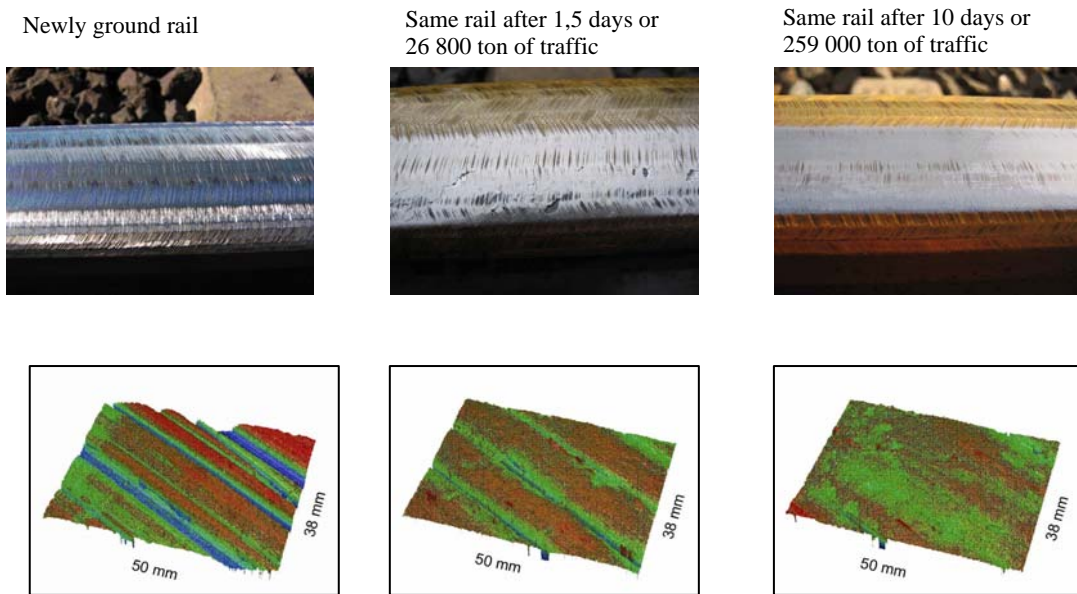 Newly ground rail
Same rail after 1,5 days or
26 800 ton of traffic
Same rail after 10 days or
259 000 ton of traffic
50 mm
38 mm
50 mm
38 mm
50 mm
38 mm